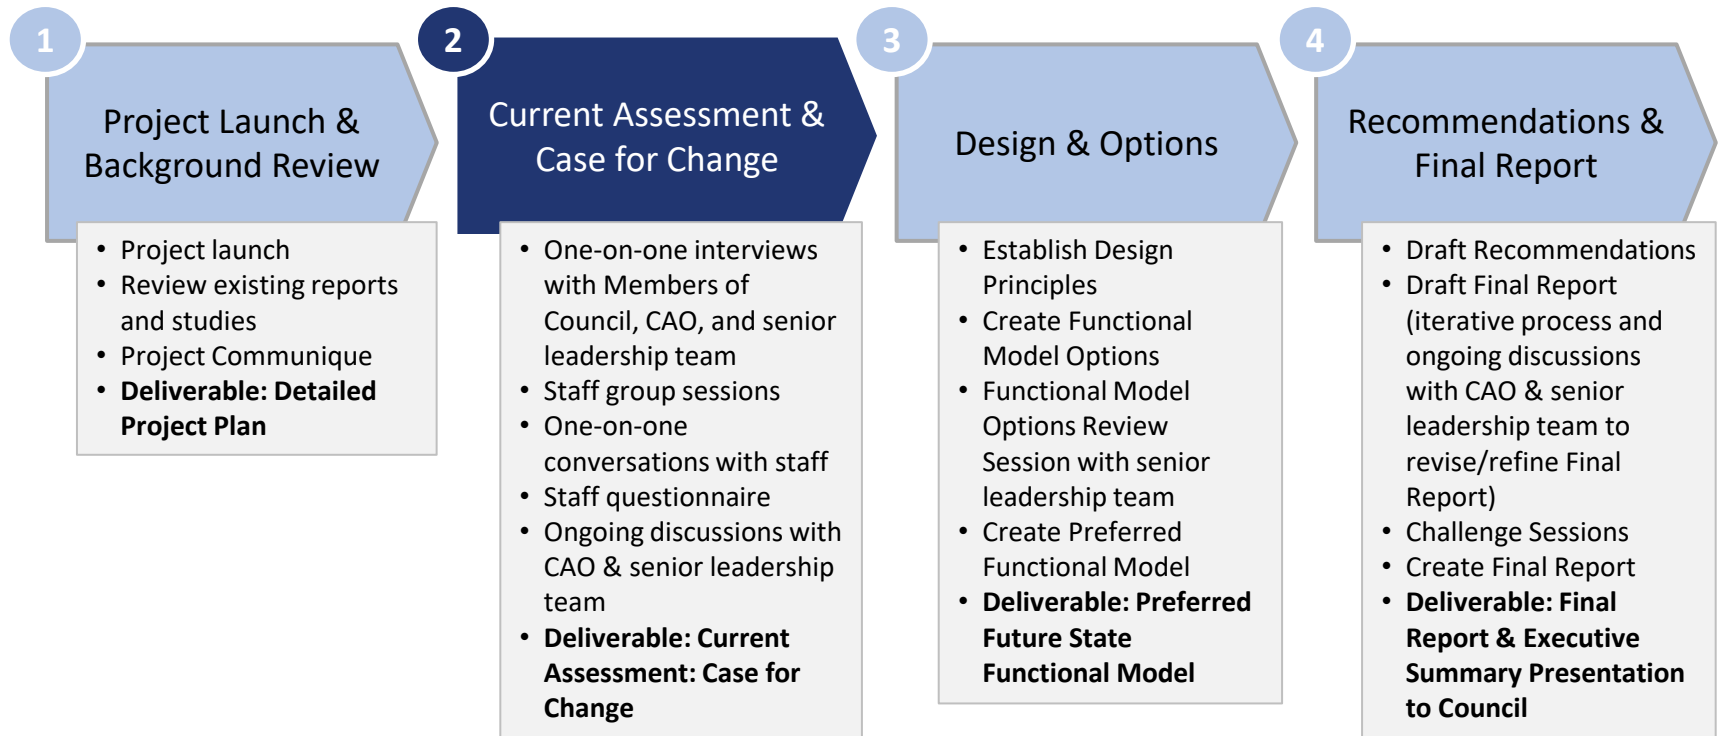 1
Project Launch &
Background Review
• Project launch
• Review existing reports
and studies
• Project Communique
• Deliverable: Detailed
Project Plan
2
Current Assessment &
Case for Change
• One-on-one interviews
with Members of
Council, CAO, and senior
leadership team
• Staff group sessions
• One-on-one
conversations with staff
• Staff questionnaire
• Ongoing discussions with
CAO & senior leadership
team
• Deliverable: Current
Assessment: Case for
Change
3
Design & Options
• Establish Design
Principles
• Create Functional
Model Options
• Functional Model
Options Review
Session with senior
leadership team
• Create Preferred
Functional Model
• Deliverable: Preferred
Future State
Functional Model
4
Recommendations &
Final Report
• Draft Recommendations
• Draft Final Report
(iterative process and
ongoing discussions
with CAO & senior
leadership team to
revise/refine Final
Report)
• Challenge Sessions
• Create Final Report
• Deliverable: Final
Report & Executive
Summary Presentation
to Council